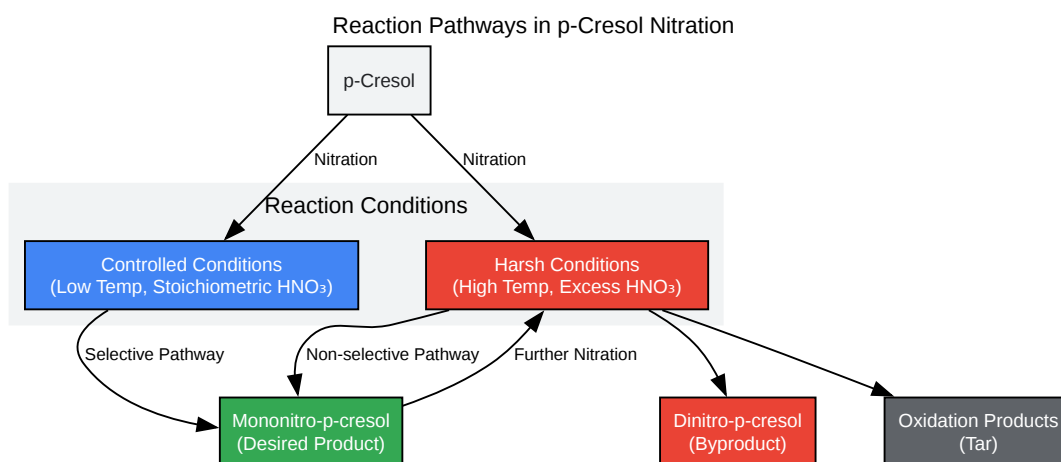 Reaction Pathways in p-Cresol Nitration
p-Cresol
Nitration
Nitration
Reaction Conditions
Controlled Conditions
(Low Temp, Stoichiometric HNO₃)
Harsh Conditions
(High Temp, Excess HNO₃)
Selective Pathway
Non-selective Pathway
Further Nitration
Mononitro-p-cresol
(Desired Product)
Dinitro-p-cresol
(Byproduct)
Oxidation Products
(Tar)